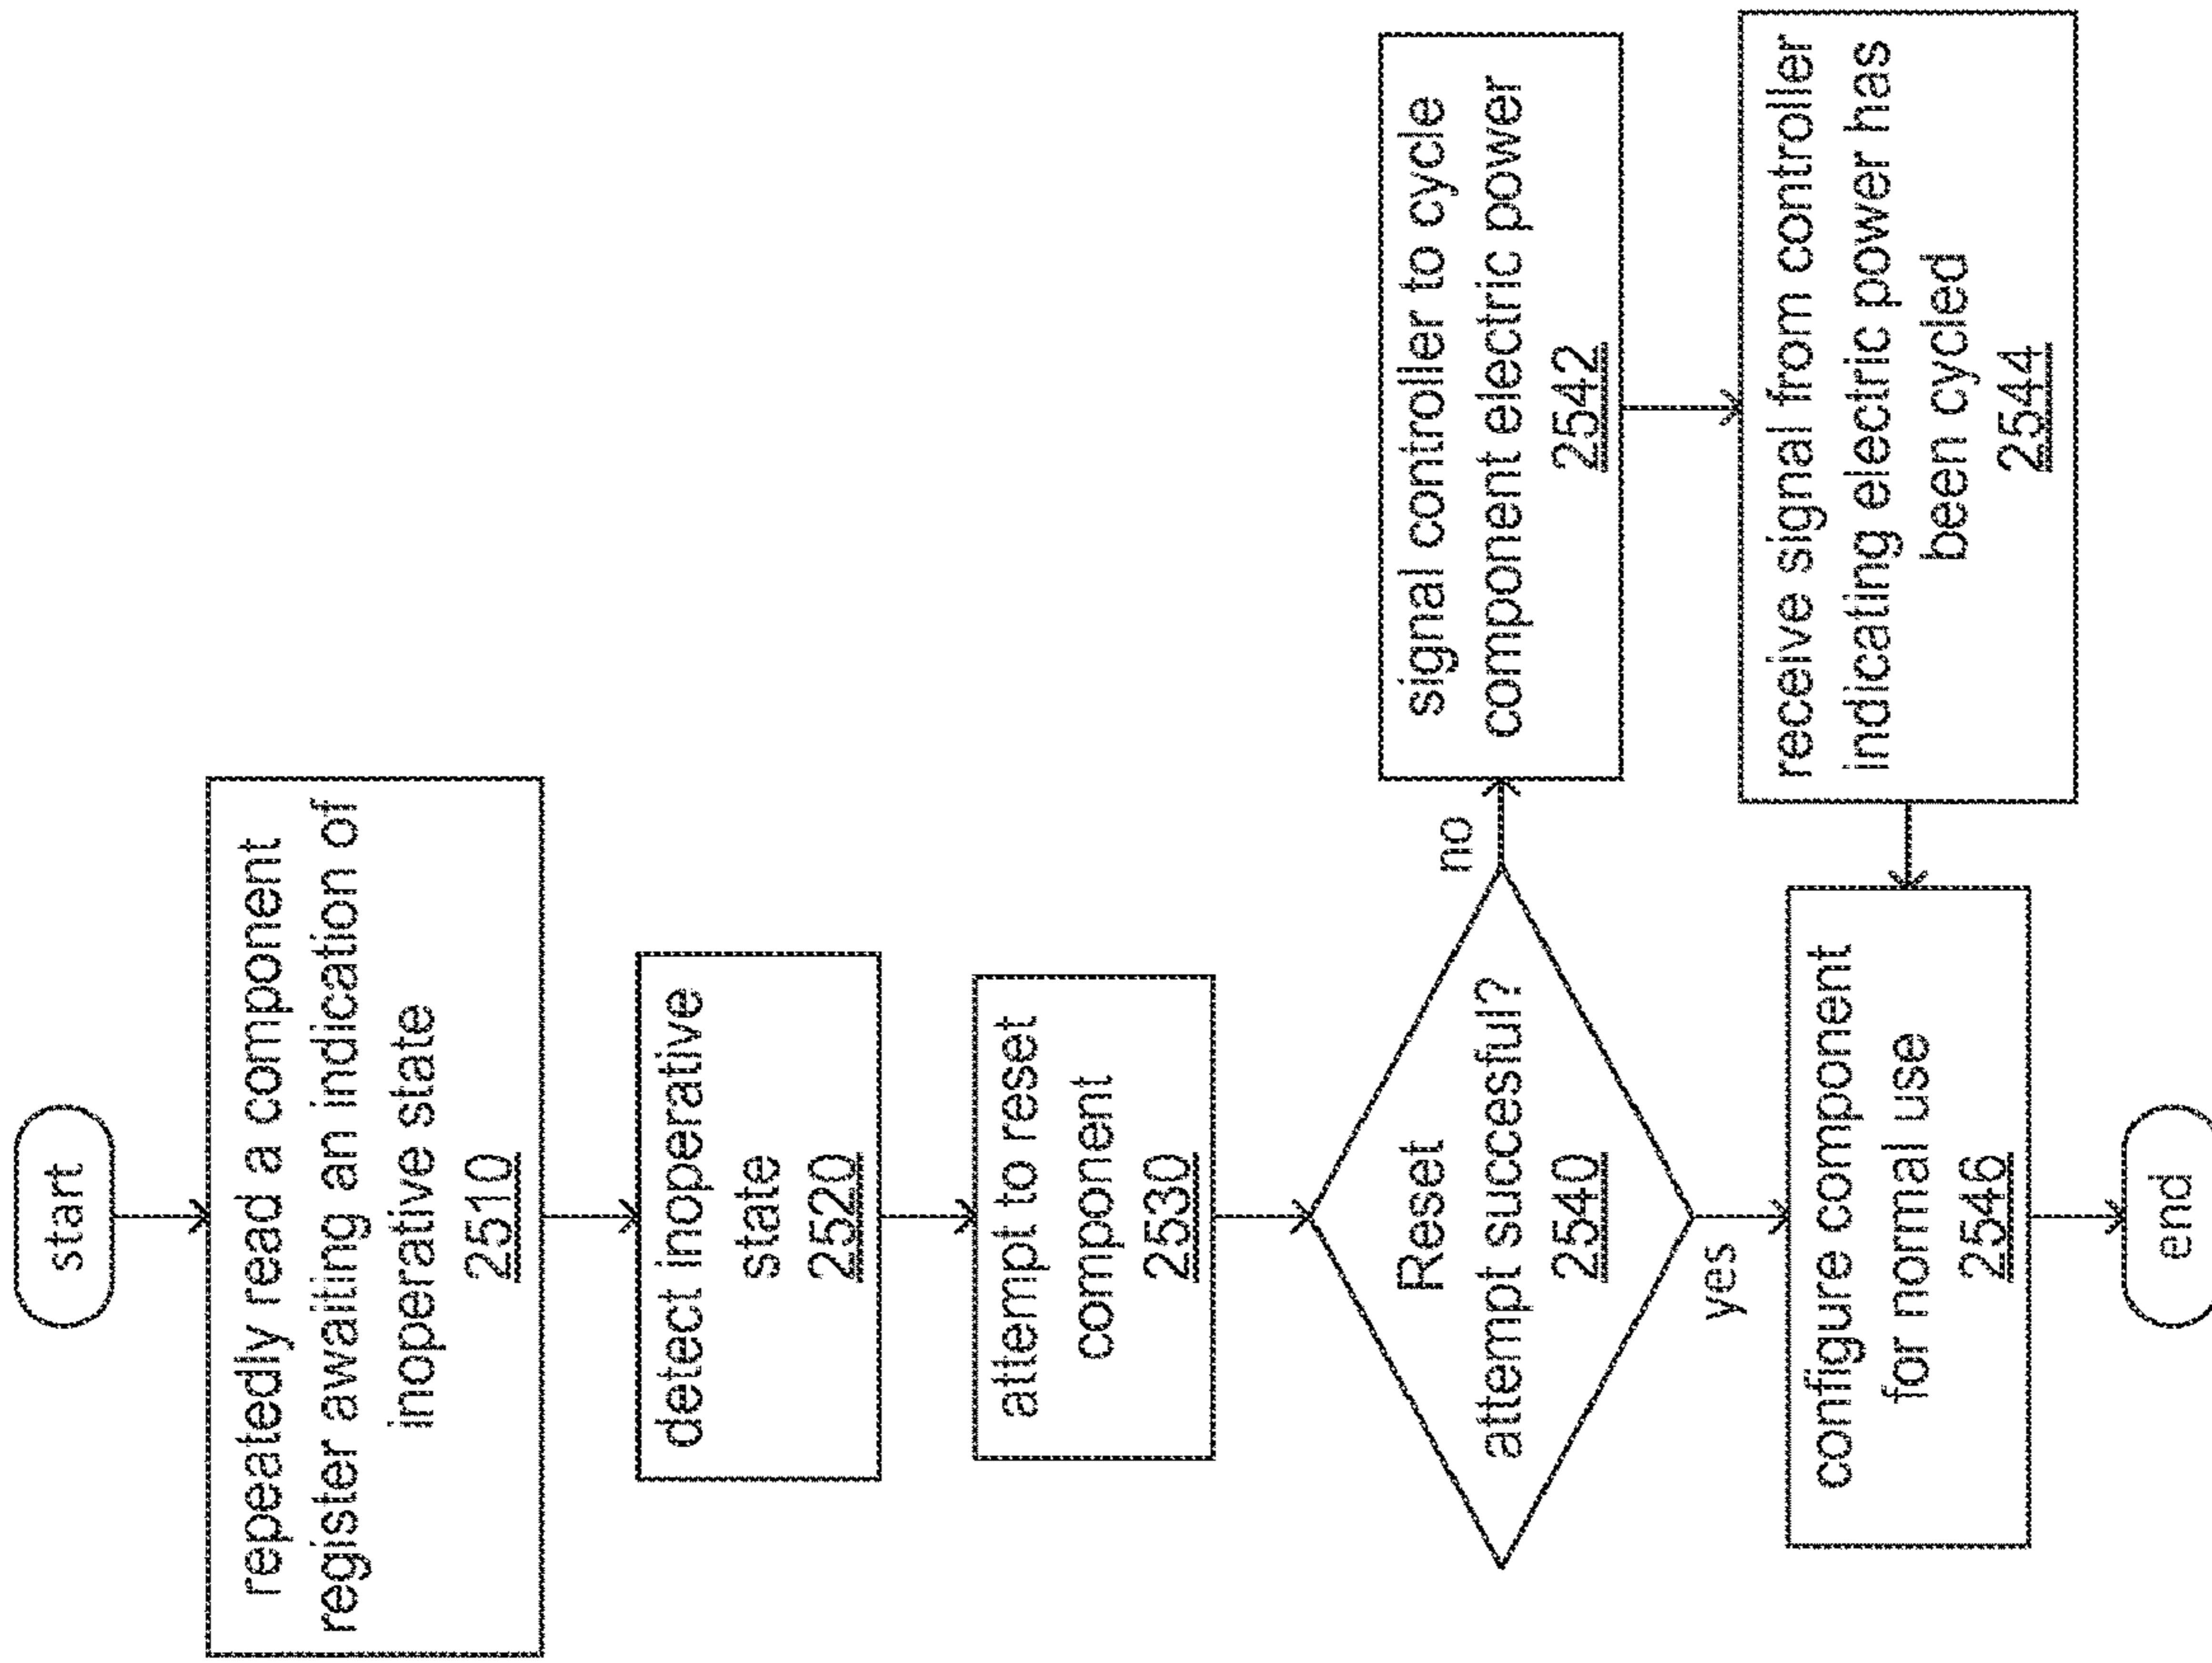 start
repeatedly read a component
register awaiting an indication of
inoperative state
2510
detect inoperative
state
2520
attempt to reset
component
2530
Reset
attempt successful?
2540
no
signal controller to cycle
component electric power
2542
receive signal from controller
indicating electric power has
been cycled
2544
yes
configure component
for normal use
2546
end